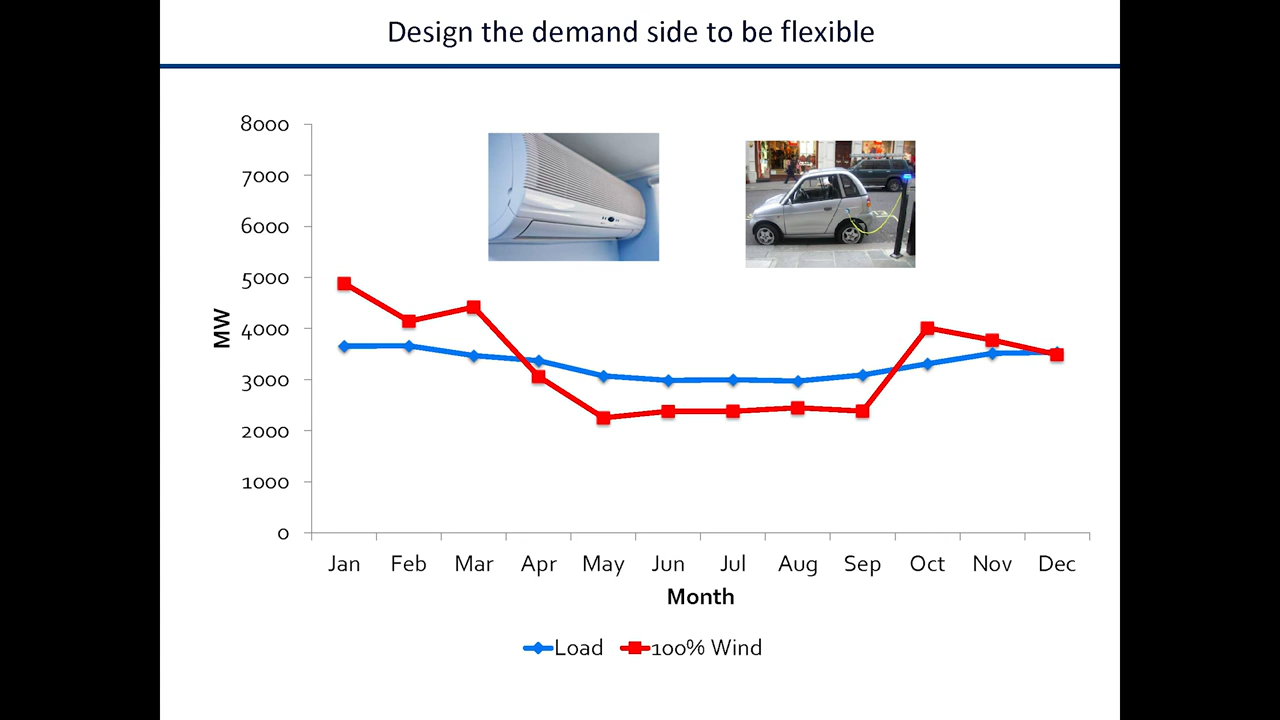 Design the demand side to be flexible
8000
7000
6000
5000
4000
3000
2000
1000
0
MW
Jan Feb Mar Apr May Jun Jul Aug Sep Oct Nov Dec
Month
Load 100% Wind